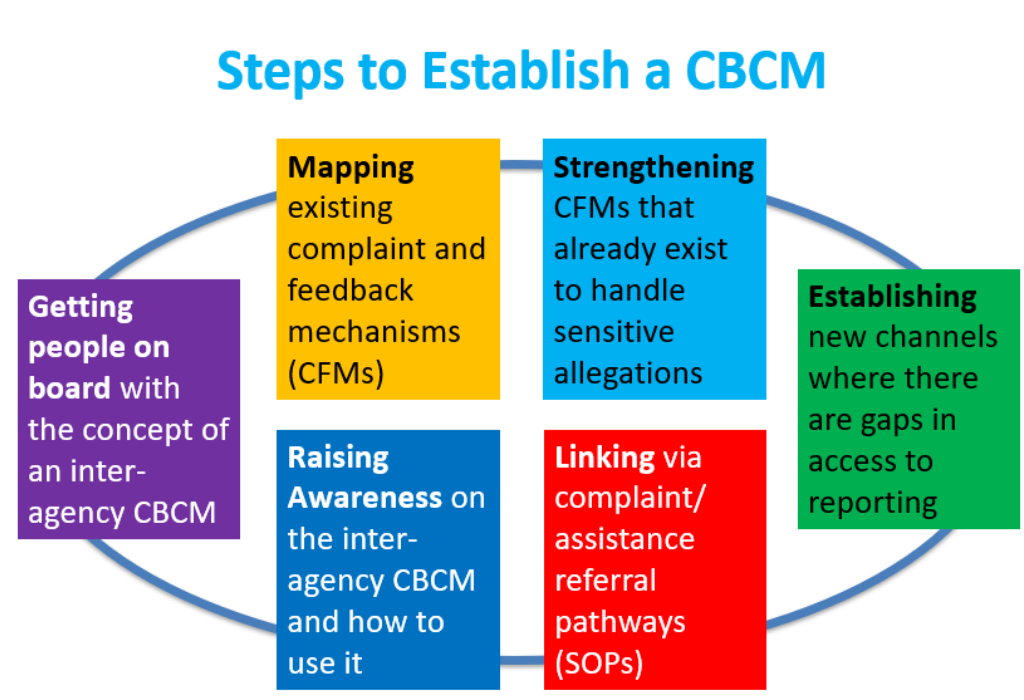 Steps to Establish a CBCM
Getting
people on
board with
the concept of
an inter-
agency CBCM
Mapping
existing
complaint and
feedback
mechanisms
(CFMs)
Strengthening
CFMs that
already exist
to handle
sensitive
allegations
Establishing
new channels
where there
are gaps in
access to
reporting
Linking via
complaint/
assistance
referral
pathways
(SOPs)
Raising
Awareness on
the inter-
agency CBCM
and how to
use it